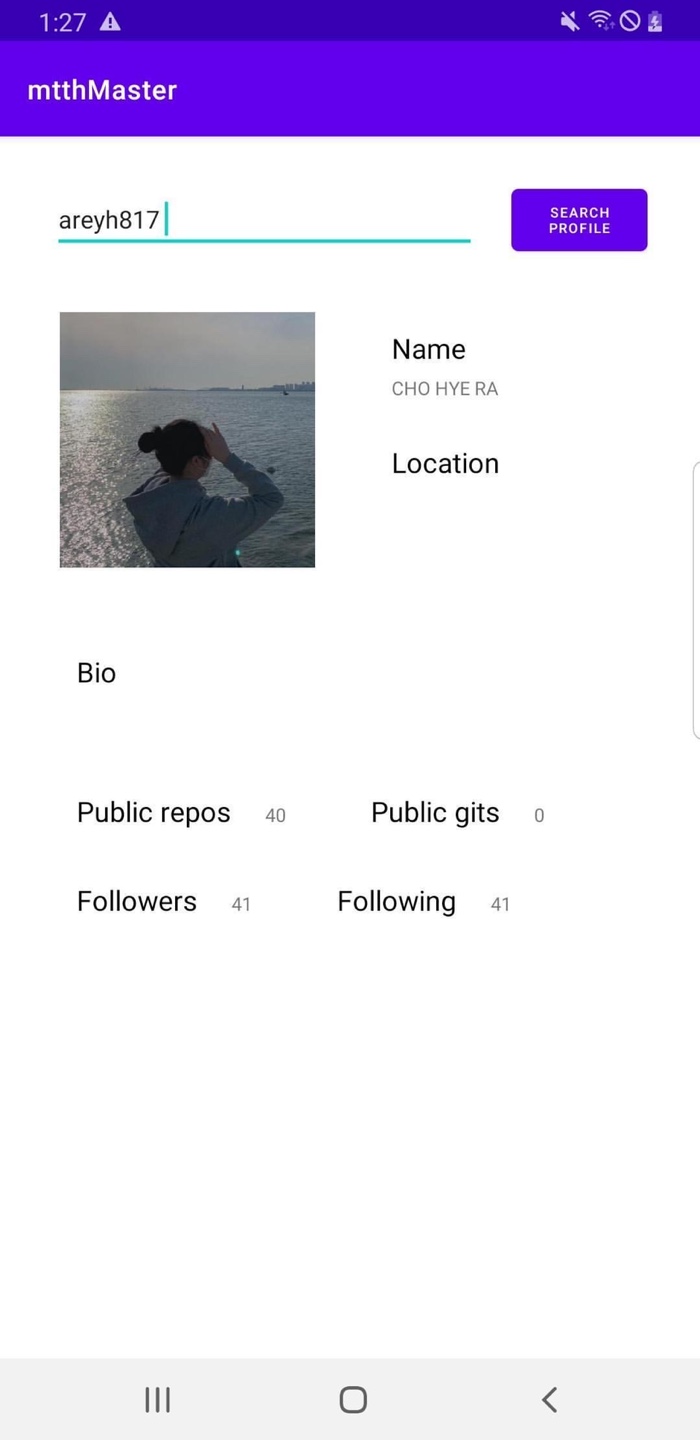 1:27
mtthMaster
areyh817
SEARCH
PROFILE
Name
CHO HYE RA
Location
Bio
Public repos 40 Public gits 0
Followers 41 Following 41